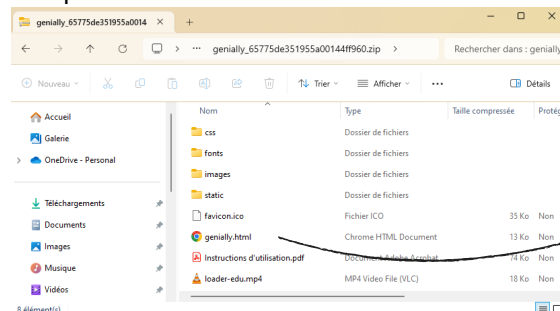 genially_65775de351955a0014
genially_65775de351955a00144ff960.zip
Rechercher dans : genially
Nouveau
Trier
Afficher
Détails
Nom Type Taille compressée Protég
Accueil
Galerie
OneDrive - Personal
Téléchargements
Documents
Images
Musique
Vidéos
css Dossier de fichiers
fonts Dossier de fichiers
images Dossier de fichiers
static Dossier de fichiers
favicon.ico Fichier ICO 35 Ko Non
genially.html Chrome HTML Document 13 Ko Non
Instructions d'utilisation.pdf Document Adobe Acrobat 74 Ko Non
loader-edu.mp4 MP4 Video File (VLC) 18 Ko Non
8 élément(s)